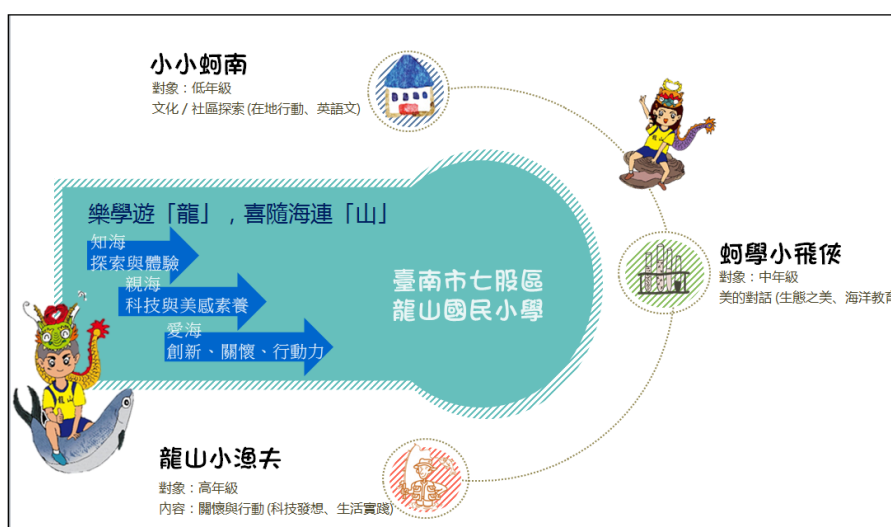 小小蚵南
對象：低年級
文化 / 社區探索 (在地行動、英語文)
樂學遊「龍」，喜隨海連「山」
知海
探索與體驗
親海
科技與美感素養
愛海
創新、關懷、行動力
臺南市七股區
龍山國民小學
蚵學小飛俠
對象：中年級
美的對話 (生態之美、海洋教育
龍山小漁夫
對象：高年級
內容：關懷與行動 (科技發想、生活實踐)
龍山
龍山